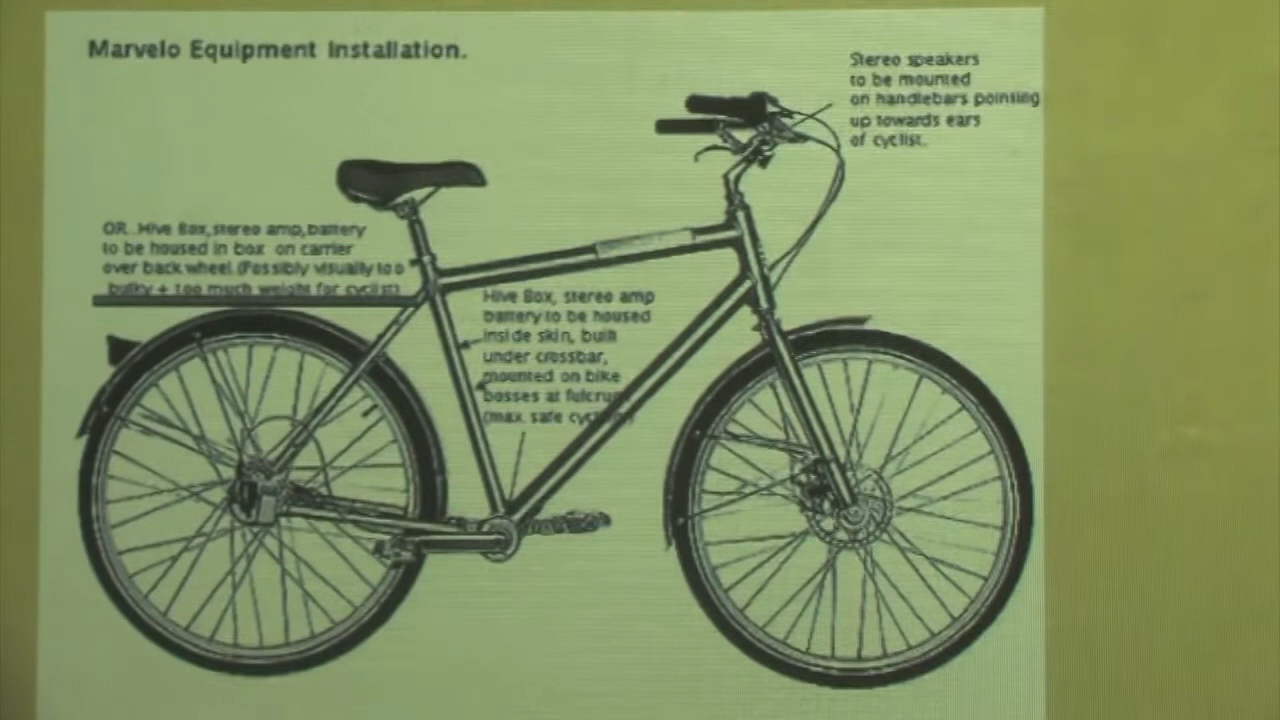 Marvelo Equipment Installation.
Stereo speakers
to be mounted
on handlebars pointing
up towards ears
of cyclist.
OR..Hive Box,stereo amp,battery
to be housed in box on carrier
over back wheel.(Possibly visually too
bulky + too much weight for cyclist)
Hive Box, stereo amp
battery to be housed
inside skin, built
under crossbar,
mounted on bike
bosses at fulcrum
(max. safe